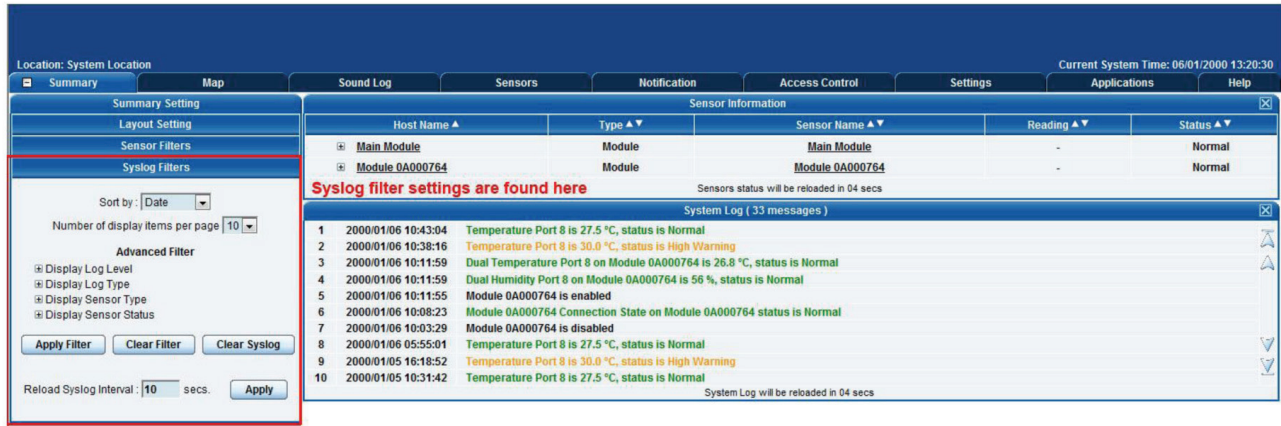 Location: System Location
Current System Time: 06/01/2000 13:20:30
Summary Map Sound Log Sensors Notification Access Control Settings Applications Help
Summary Setting
Layout Setting
Sensor Filters
Syslog Filters
Sort by : Date
Number of display items per page 10
Advanced Filter
Display Log Level
Display Log Type
Display Sensor Type
Display Sensor Status
Apply Filter Clear Filter Clear Syslog
Reload Syslog Interval : 10 secs. Apply
Sensor Information
Host Name Type Sensor Name Reading Status
Main Module Module Main Module - Normal
Module 0A000764 Module Module 0A000764 - Normal
Syslog filter settings are found here
Sensors status will be reloaded in 04 secs
System Log ( 33 messages )
1 2000/01/06 10:43:04 Temperature Port 8 is 27.5 °C, status is Normal
2 2000/01/06 10:38:16 Temperature Port 8 is 30.0 °C, status is High Warning
3 2000/01/06 10:11:59 Dual Temperature Port 8 on Module 0A000764 is 26.8 °C, status is Normal
4 2000/01/06 10:11:59 Dual Humidity Port 8 on Module 0A000764 is 56 %, status is Normal
5 2000/01/06 10:11:55 Module 0A000764 is enabled
6 2000/01/06 10:08:23 Module 0A000764 Connection State on Module 0A000764 status is Normal
7 2000/01/06 10:03:29 Module 0A000764 is disabled
8 2000/01/06 05:55:01 Temperature Port 8 is 27.5 °C, status is Normal
9 2000/01/05 16:18:52 Temperature Port 8 is 30.0 °C, status is High Warning
10 2000/01/05 10:31:42 Temperature Port 8 is 27.5 °C, status is Normal
System Log will be reloaded in 04 secs